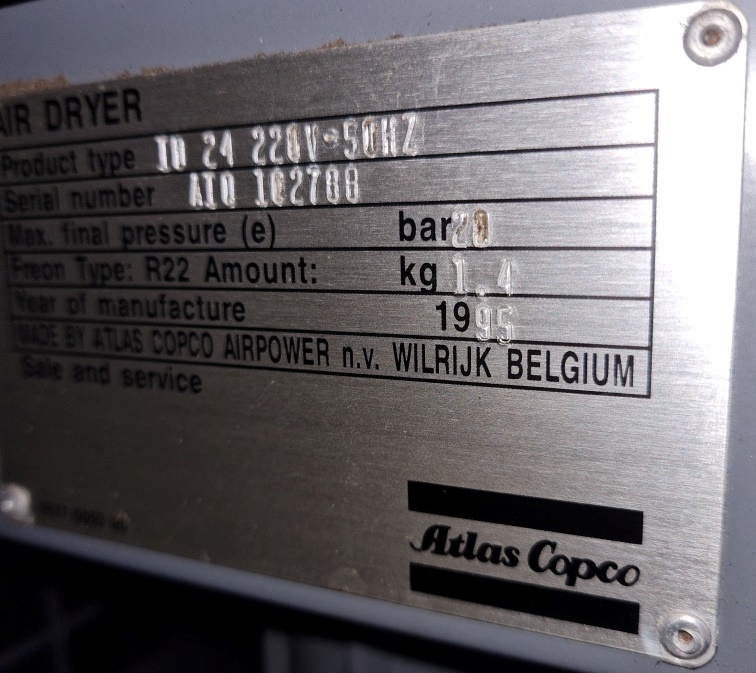 AIR DRYER
Product type ID 24 220V-50HZ
Serial number AIQ 102788
Max. final pressure (e) bar 20
Freon Type: R22 Amount: kg 1.4
Year of manufacture 1995
MADE BY ATLAS COPCO AIRPOWER n.v. WILRIJK BELGIUM
Sale and service
Atlas Copco